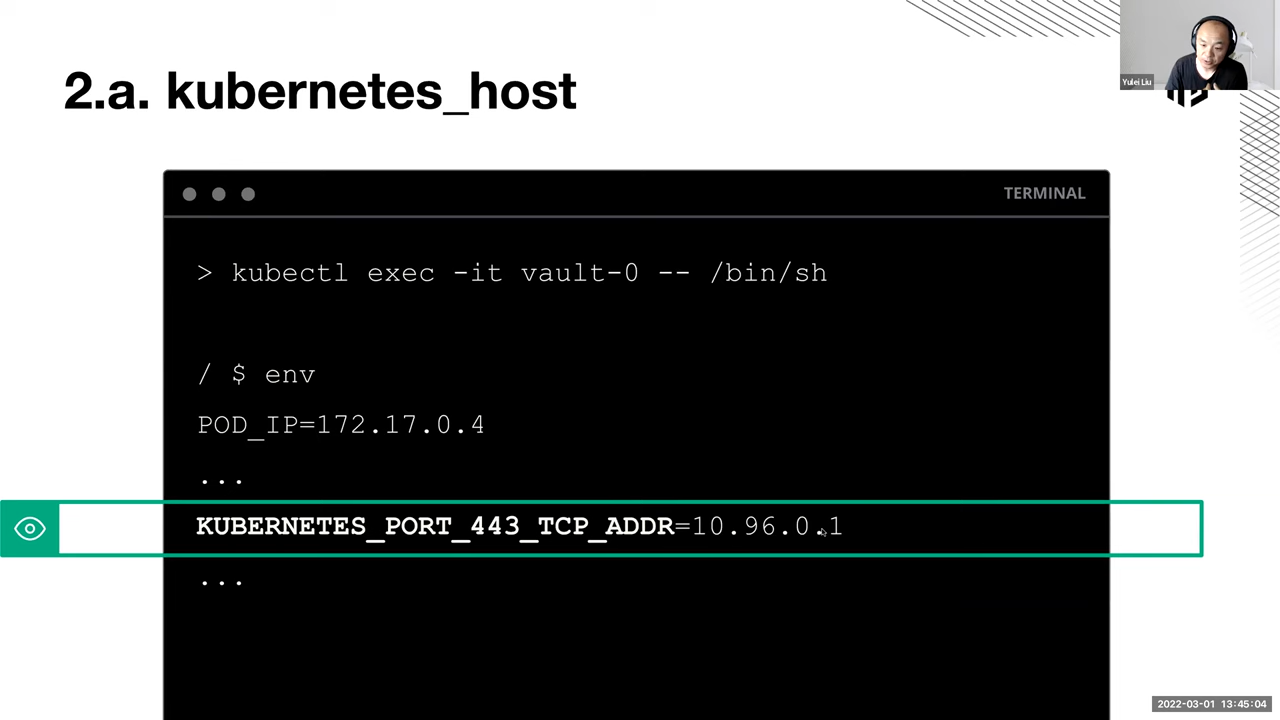 2.a. kubernetes_host
Yulei Liu
TERMINAL
> kubectl exec -it vault-0 -- /bin/sh
/ $ env
POD_IP=172.17.0.4
...
KUBERNETES_PORT_443_TCP_ADDR=10.96.0.1
...
2022-03-01 13:45:04